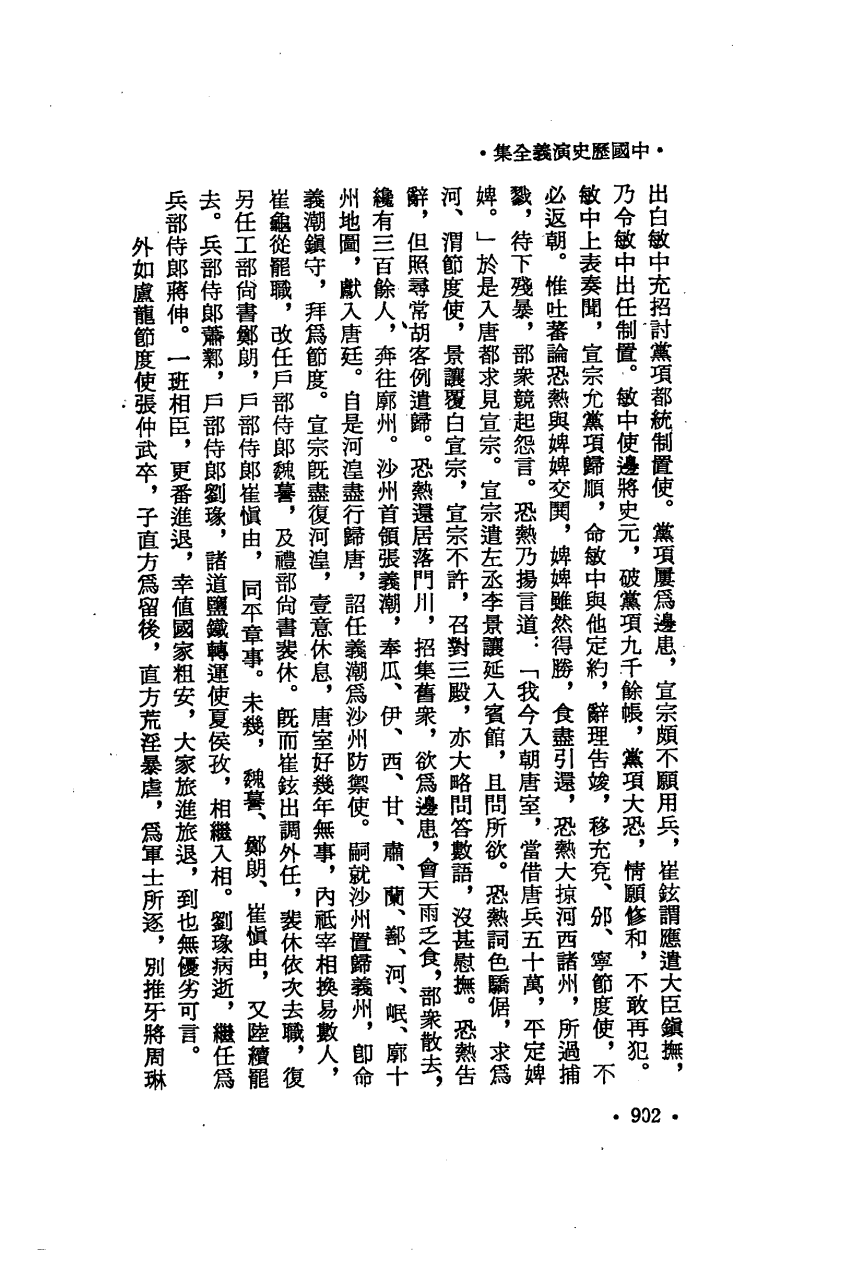 •中國歷史演義全集•
出白敏中充招討黨項都統制置使。黨項屢爲邊患，宣宗頗不願用兵，崔鉉謂應遣大臣鎭撫，
乃令敏中出任制置。敏中使邊將史元，破黨項九千餘帳，黨項大恐，情願修和，不敢再犯。
敏中上表奏聞，宣宗允黨項歸順，命敏中與他定約，辭理告竣，移充兗、邠、寧節度使，不
必返朝。惟吐蕃論恐熱與婢婢交鬨，婢婢雖然得勝，食盡引還，恐熱大掠河西諸州，所過捕
戮，待下殘暴，部衆競起怨言。恐熱乃揚言道：「我今入朝唐室，當借唐兵五十萬，平定婢
婢。」於是入唐都求見宣宗。宣宗遣左丞李景讓延入賓館，且問所欲。恐熱詞色驕倨，求爲
河、渭節度使，景讓覆白宣宗，宣宗不許，召對三殿，亦大略問答數語，沒甚慰撫。恐熱告
辭，但照尋常胡客例遣歸。恐熱還居落門川，招集舊衆，欲爲邊患，會天雨乏食，部衆散去，
纔有三百餘人，奔往廓州。沙州首領張義潮，奉瓜、伊、西、甘、肅、蘭、鄯、河、岷、廓十
州地圖，獻入唐廷。自是河湟盡行歸唐，詔任義潮爲沙州防禦使。嗣就沙州置歸義州，卽命
義潮鎭守，拜爲節度。宣宗旣盡復河湟，壹意休息，唐室好幾年無事，內祇宰相換易數人，
崔龜從罷職，改任戶部侍郎魏謩，及禮部尙書裴休。旣而崔鉉出調外任，裴休依次去職，復
另任工部尙書鄭朗，戶部侍郎崔愼由，同平章事。未幾，魏謩、鄭朗、崔愼由，又陸續罷
去。兵部侍郎蕭鄴，戶部侍郎劉瑑，諸道鹽鐵轉運使夏侯孜，相繼入相。劉瑑病逝，繼任爲
兵部侍郎蔣伸。一班相臣，更番進退，幸値國家粗安，大家旅進旅退，到也無優劣可言。
外如盧龍節度使張仲武卒，子直方爲留後，直方荒淫暴虐，爲軍士所逐，別推牙將周琳
•902•